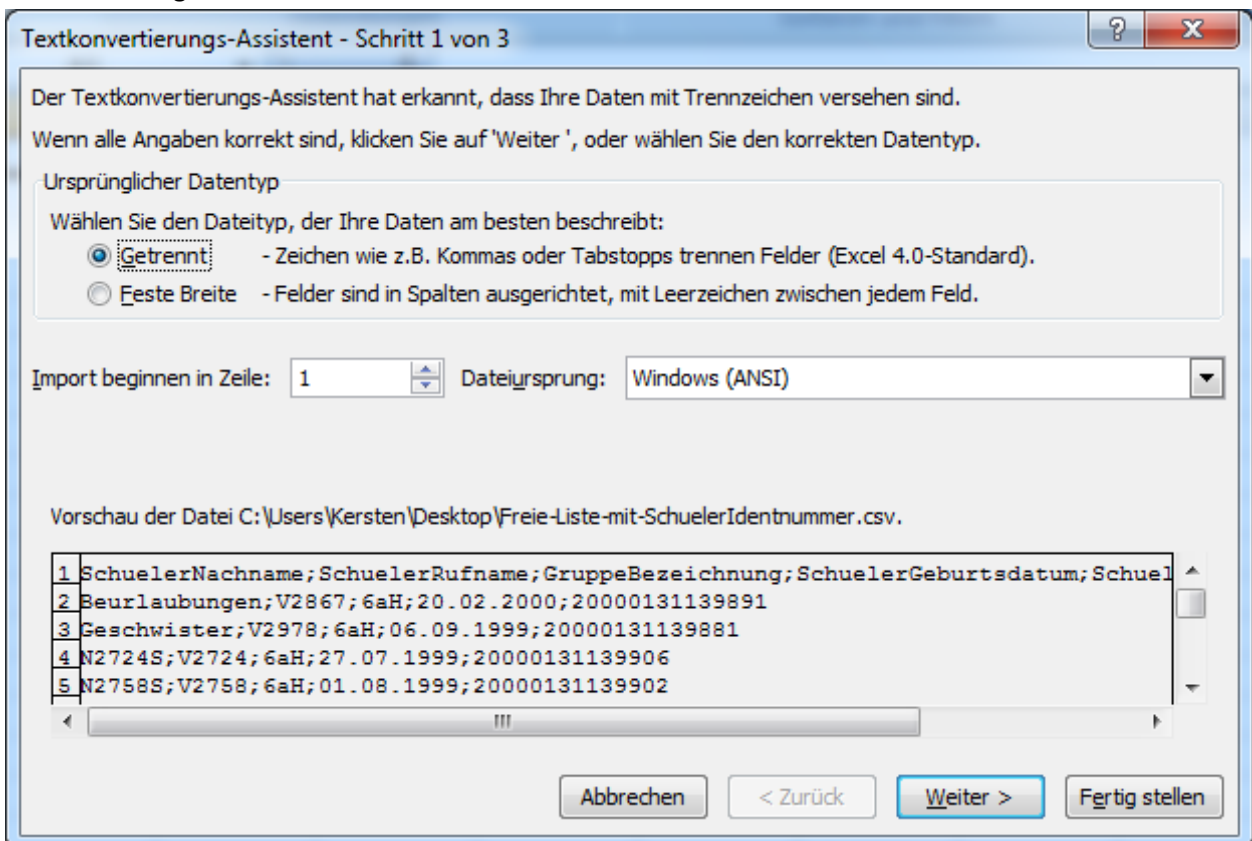 Textkonvertierungs-Assistent - Schritt 1 von 3
Der Textkonvertierungs-Assistent hat erkannt, dass Ihre Daten mit Trennzeichen versehen sind.
Wenn alle Angaben korrekt sind, klicken Sie auf 'Weiter ', oder wählen Sie den korrekten Datentyp.
Ursprünglicher Datentyp
Wählen Sie den Dateityp, der Ihre Daten am besten beschreibt:
Getrennt - Zeichen wie z.B. Kommas oder Tabstopps trennen Felder (Excel 4.0-Standard).
Feste Breite - Felder sind in Spalten ausgerichtet, mit Leerzeichen zwischen jedem Feld.
Import beginnen in Zeile: 1 Dateiursprung: Windows (ANSI)
Vorschau der Datei C:\Users\Kersten\Desktop\Freie-Liste-mit-SchuelerIdentnummer.csv.
1 SchuelerNachname;SchuelerRufname;GruppeBezeichnung;SchuelerGeburtsdatum;Schuel
2 Beurlaubungen;V2867;6aH;20.02.2000;20000131139891
3 Geschwister;V2978;6aH;06.09.1999;20000131139881
4 N2724S;V2724;6aH;27.07.1999;20000131139906
5 N2758S;V2758;6aH;01.08.1999;20000131139902
Abbrechen < Zurück Weiter > Fertig stellen